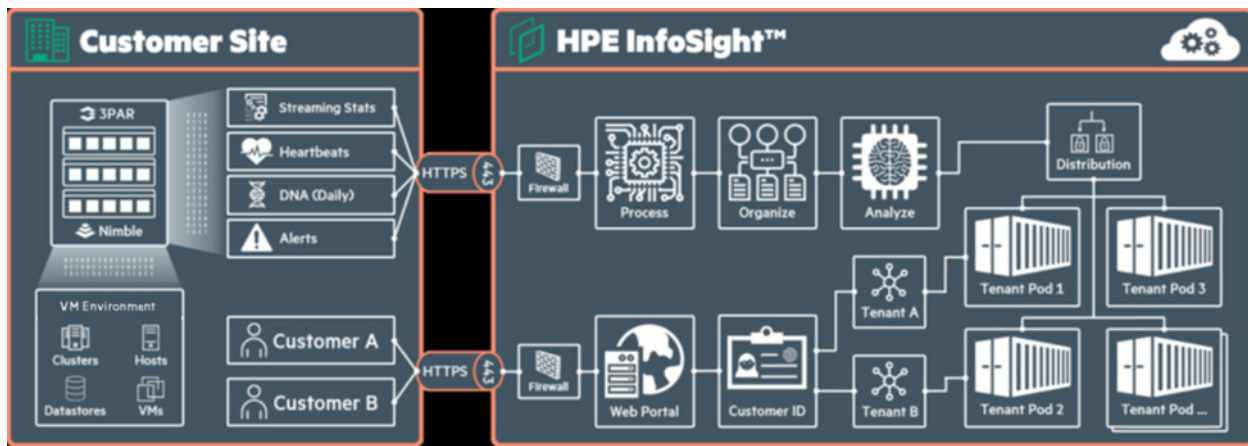 Customer Site
HPE InfoSight™
3PAR
Nimble
Streaming Stats
Heartbeats
DNA (Daily)
Alerts
HTTPS
443
Firewall
Process
Organize
Analyze
Distribution
VM Environment
Clusters
Hosts
Datastores
VMs
Customer A
Customer B
HTTPS
443
Firewall
Web Portal
Customer ID
Tenant A
Tenant B
Tenant Pod 1
Tenant Pod 3
Tenant Pod 2
Tenant Pod ...